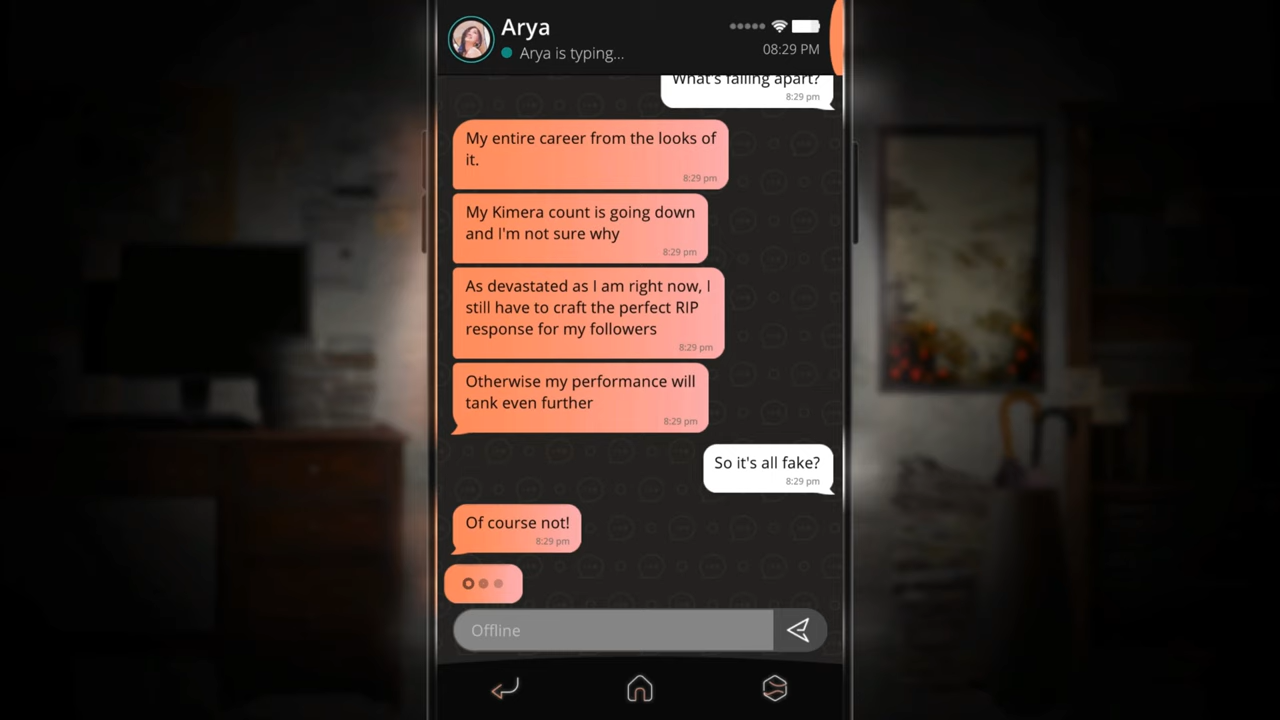 Arya
Arya is typing...
08:29 PM
What's falling apart?
8:29 pm
My entire career from the looks of
it.
8:29 pm
My Kimera count is going down
and I'm not sure why
8:29 pm
As devastated as I am right now, I
still have to craft the perfect RIP
response for my followers
8:29 pm
Otherwise my performance will
tank even further
8:29 pm
So it's all fake?
8:29 pm
Of course not!
8:29 pm
Offline